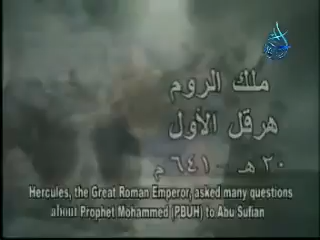 ملك الروم
هرقل الأول
٢٠ هـ - ٦٤١ م
Hercules, the Great Roman Emperor, asked many questions
about Prophet Mohammed (PBUH) to Abu Sufian